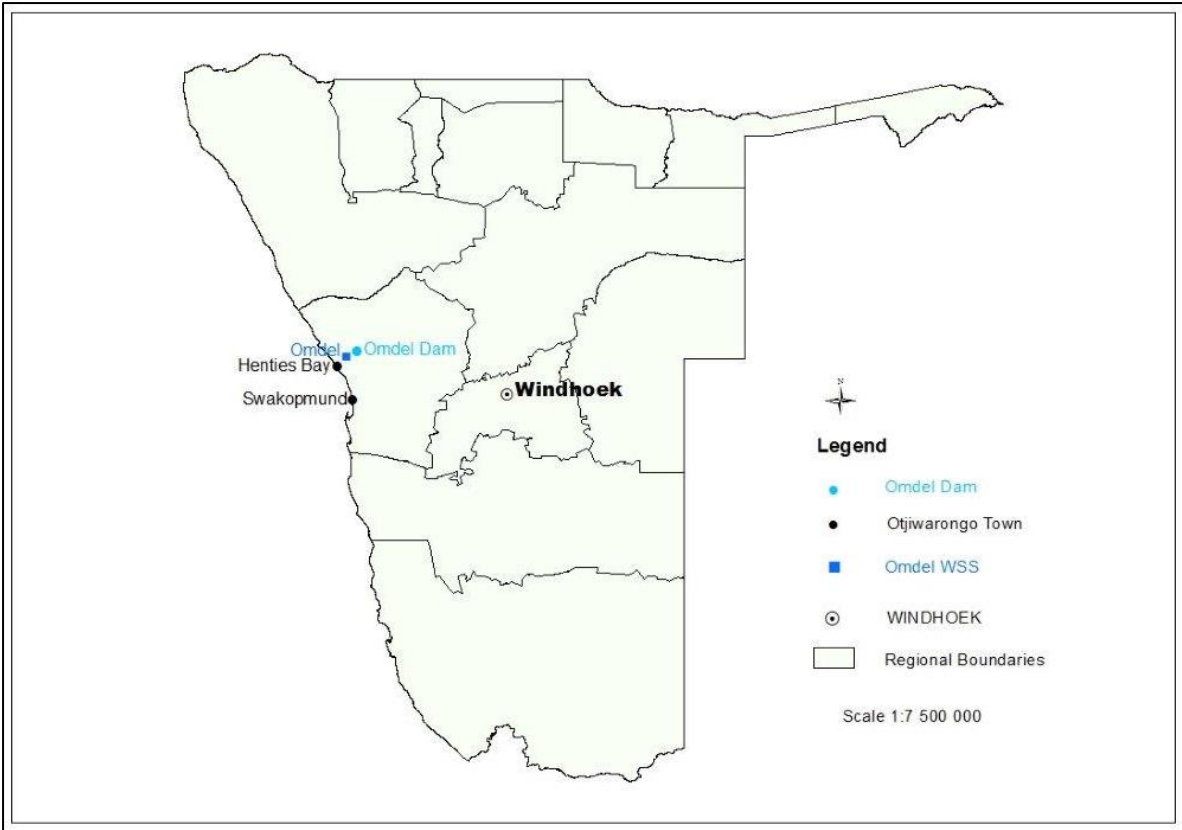 Omdel
Omdel Dam
Henties Bay
Swakopmund
Windhoek
N
Legend
Omdel Dam
Otjiwarongo Town
Omdel WSS
WINDHOEK
Regional Boundaries
Scale 1:7 500 000